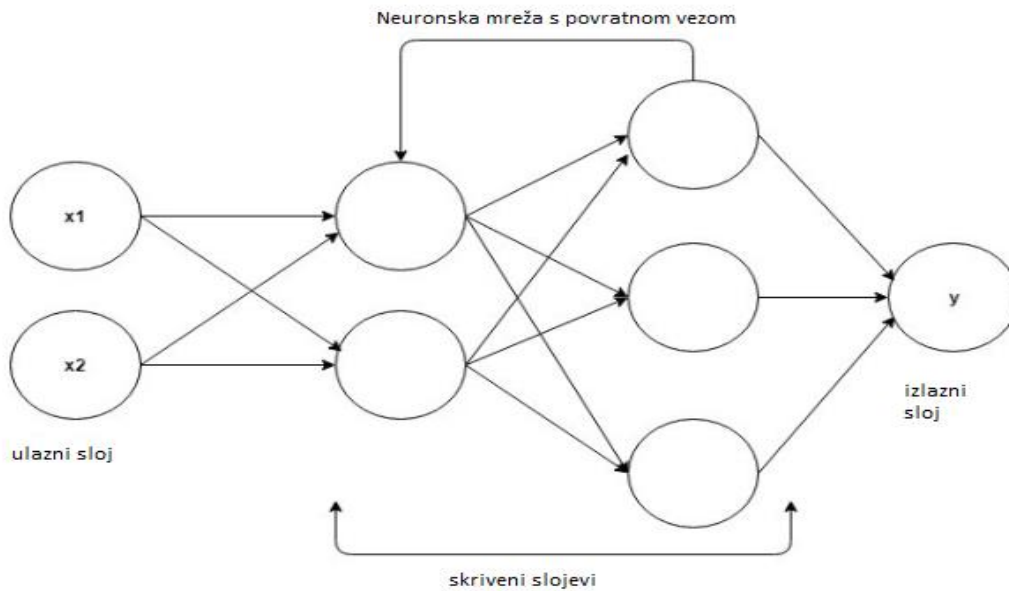 Neuronska mreža s povratnom vezom
x1
x2
y
ulazni sloj
izlazni
sloj
skriveni slojevi